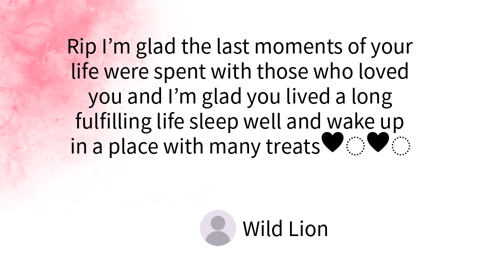 Rip I’m glad the last moments of your
life were spent with those who loved
you and I’m glad you lived a long
fulfilling life sleep well and wake up
in a place with many treats♥️♥️
Wild Lion